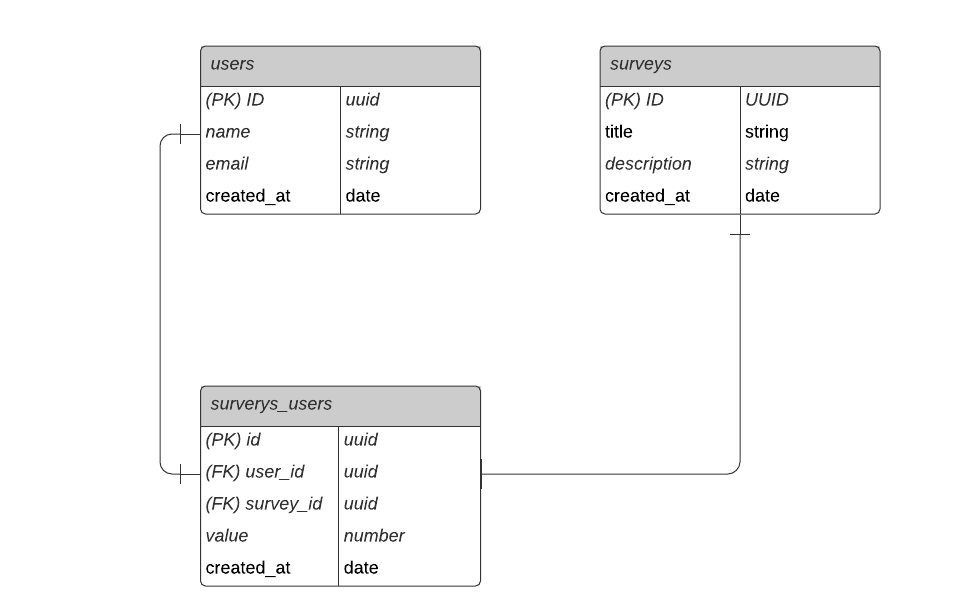 users
(PK) ID uuid
name string
email string
created_at date
surveys
(PK) ID UUID
title string
description string
created_at date
surverys_users
(PK) id uuid
(FK) user_id uuid
(FK) survey_id uuid
value number
created_at date